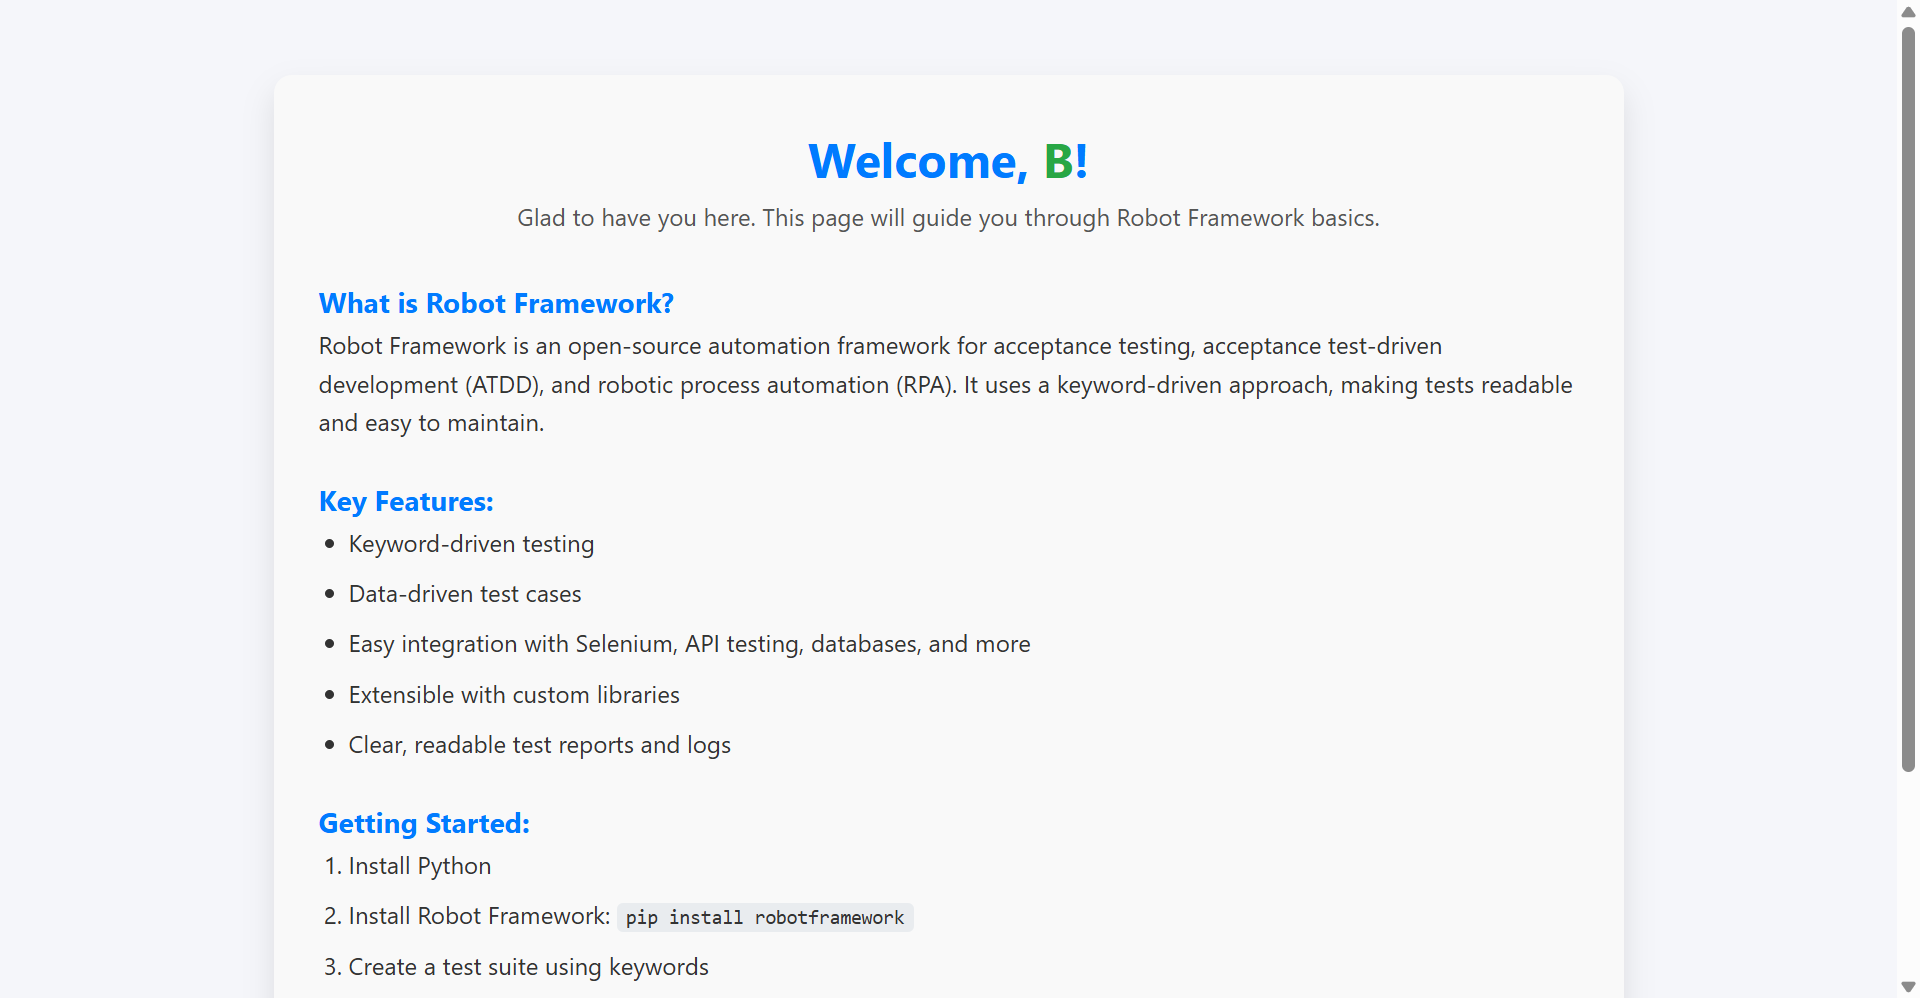 Welcome, B!
Glad to have you here. This page will guide you through Robot Framework basics.
What is Robot Framework?
Robot Framework is an open-source automation framework for acceptance testing, acceptance test-driven
development (ATDD), and robotic process automation (RPA). It uses a keyword-driven approach, making tests readable
and easy to maintain.
Key Features:
• Keyword-driven testing
• Data-driven test cases
• Easy integration with Selenium, API testing, databases, and more
• Extensible with custom libraries
• Clear, readable test reports and logs
Getting Started:
1. Install Python
2. Install Robot Framework: pip install robotframework
3. Create a test suite using keywords